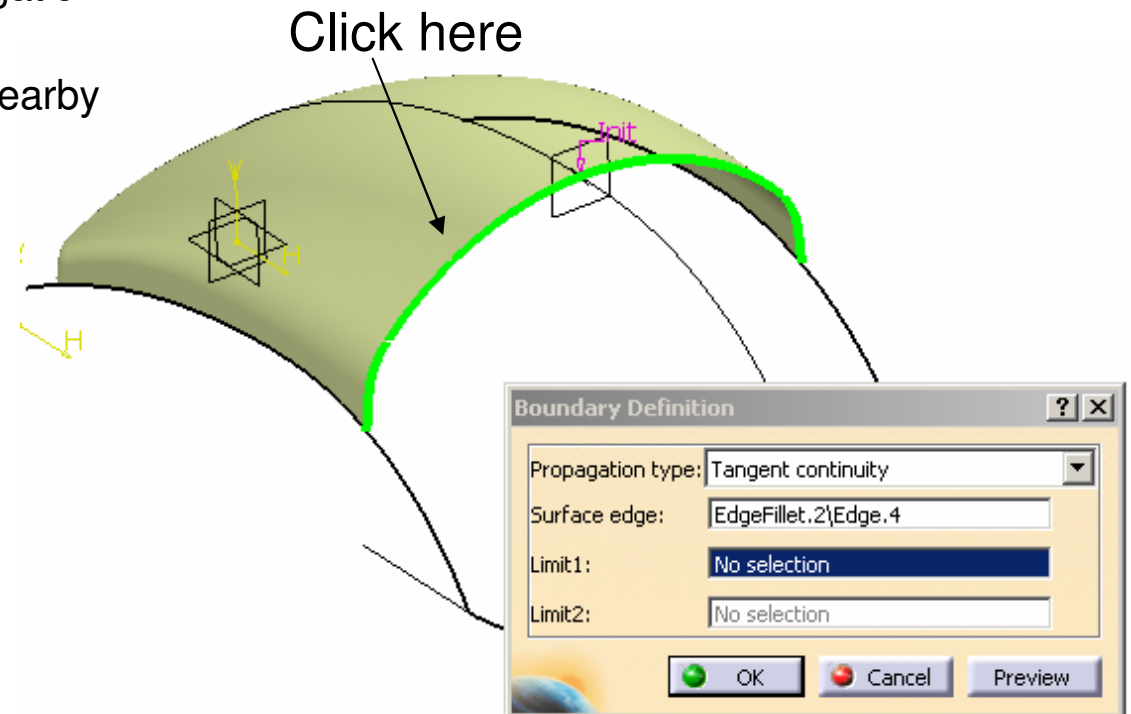 Click here
earby
Init
Y
H
H
Boundary Definition
? X
Propagation type: Tangent continuity
Surface edge: EdgeFillet.2\Edge.4
Limit1: No selection
Limit2: No selection
OK Cancel Preview